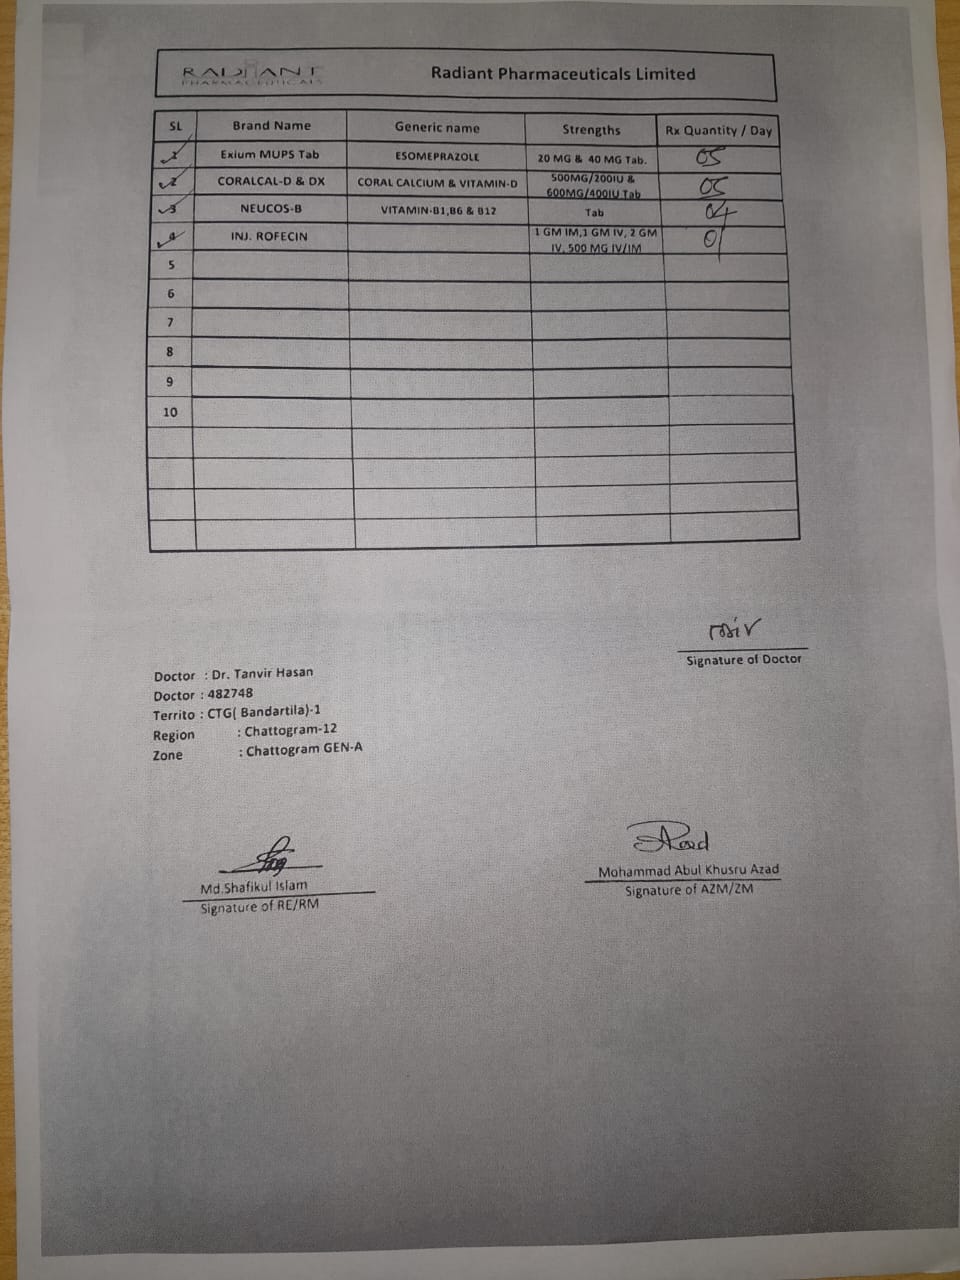 RADIANT
PHARMACEUTICALS
Radiant Pharmaceuticals Limited
SL Brand Name Generic name Strengths Rx Quantity / Day
1 Exium MUPS Tab ESOMEPRAZOLE 20 MG & 40 MG Tab. 05
2 CORALCAL-D & DX CORAL CALCIUM & VITAMIN-D 500MG/200IU & 600MG/400IU Tab 05
3 NEUCOS-B VITAMIN-B1,B6 & B12 Tab 04
4 INJ. ROFECIN 1 GM IM,1 GM IV, 2 GM IV, 500 MG IV/IM 01
5
6
7
8
9
10
Signature of Doctor
Doctor : Dr. Tanvir Hasan
Doctor : 482748
Territo : CTG( Bandartila)-1
Region : Chattogram-12
Zone : Chattogram GEN-A
Azad
Md.Shafikul Islam
Signature of RE/RM
Mohammad Abul Khusru Azad
Signature of AZM/ZM